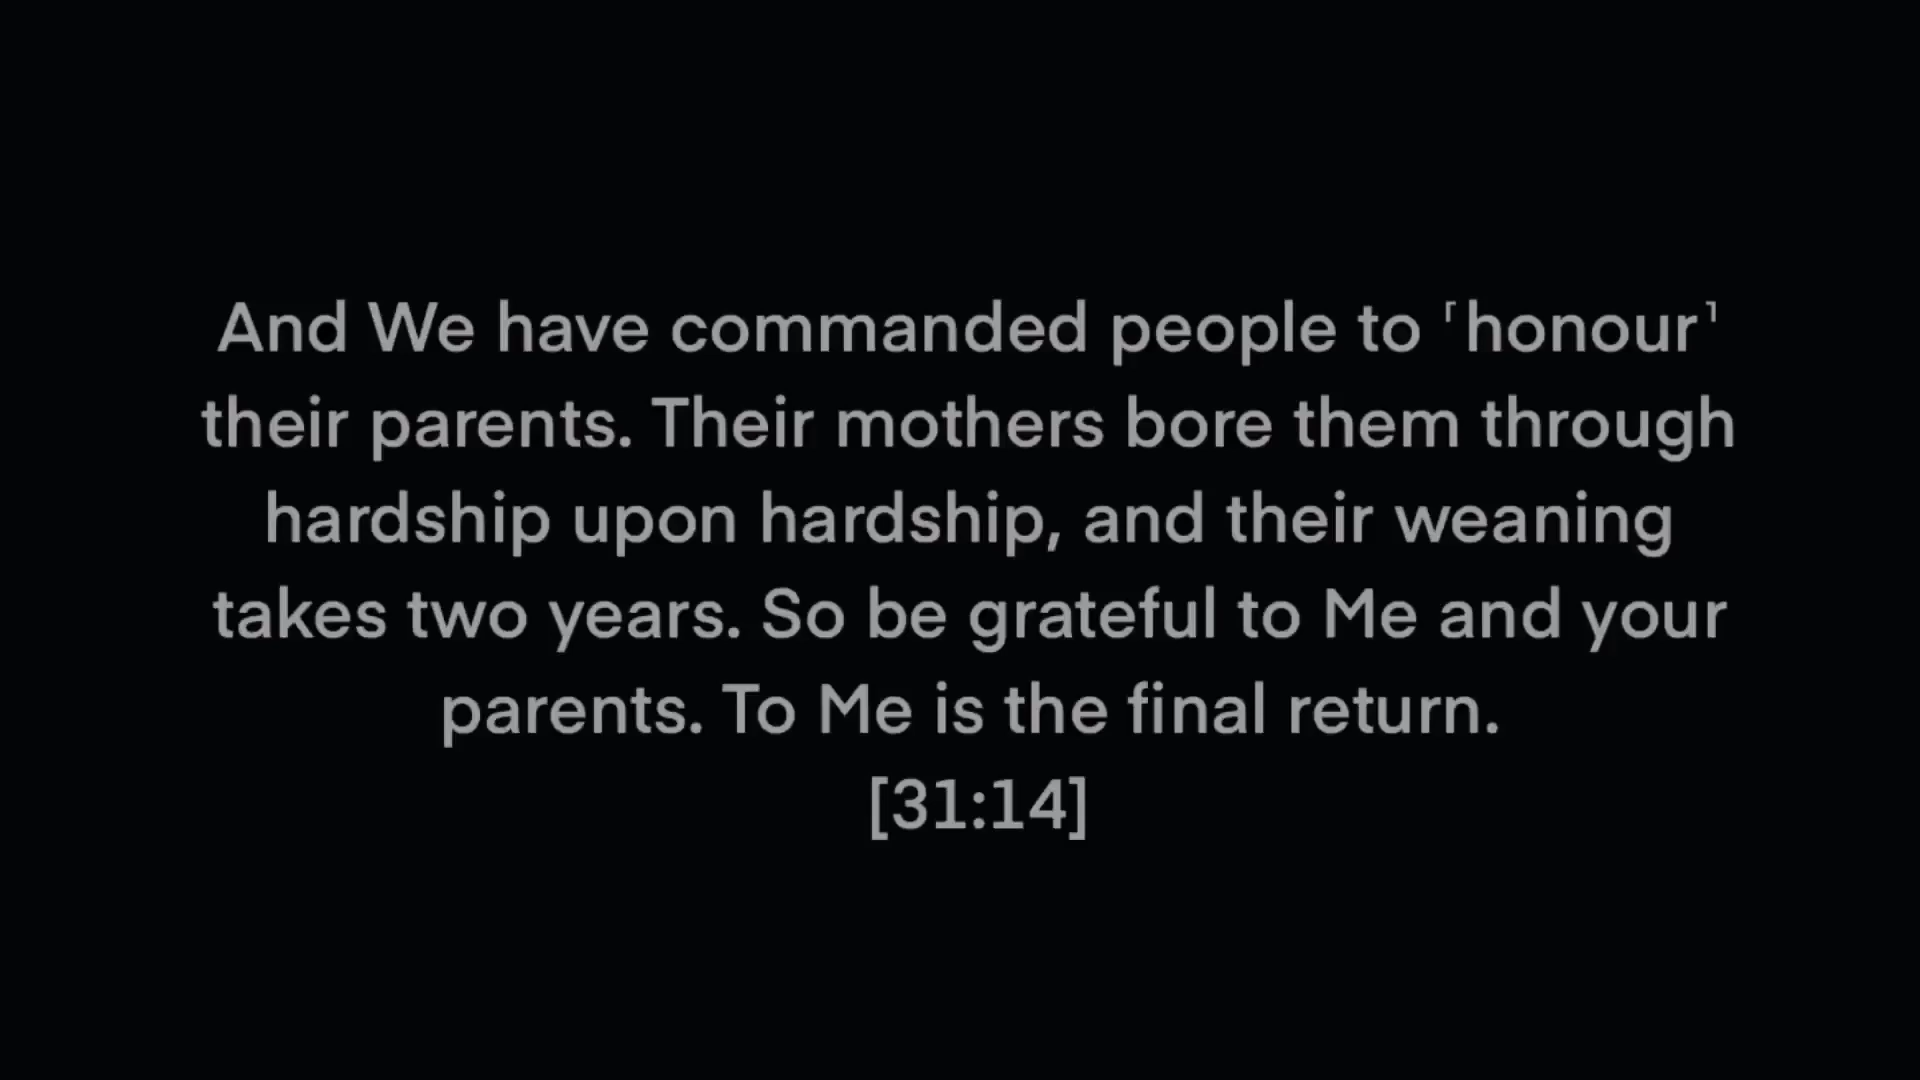 And We have commanded people to ˹honour˺
their parents. Their mothers bore them through
hardship upon hardship, and their weaning
takes two years. So be grateful to Me and your
parents. To Me is the final return.
[31:14]